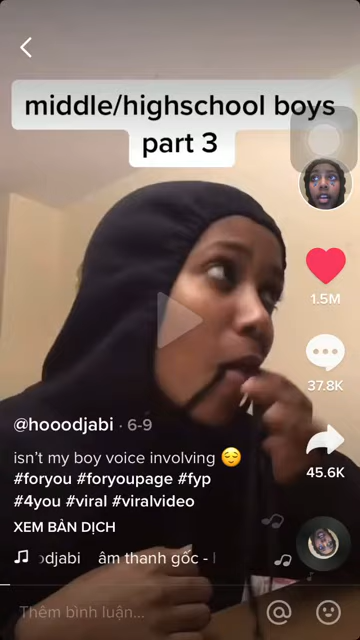 middle/highschool boys
part 3
1.5M
37.8K
45.6K
@hooodjabi · 6-9
isn't my boy voice involving 😌
#foryou #foryoupage #fyp
#4you #viral #viralvideo
XEM BẢN DỊCH
odjabi âm thanh gốc -
Thêm bình luận...